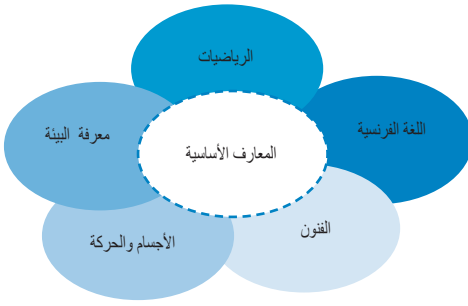 الرياضيات
اللغة الفرنسية
معرفة البيئة
المعارف الأساسية
الفنون
الأجسام والحركة